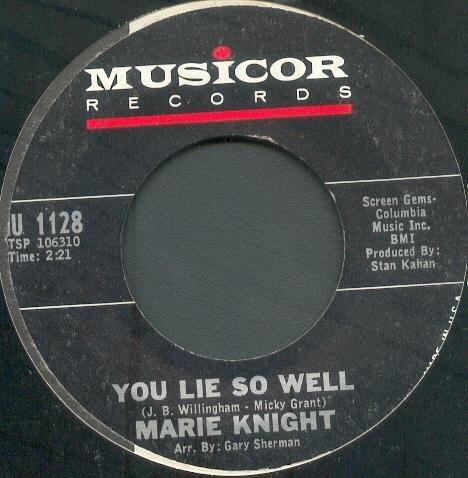 MUSICOR
RECORDS
U 1128
TSP 106310
Time: 2:21
Screen Gems-
Columbia
Music Inc.
BMI
Produced By:
Stan Kahan
YOU LIE SO WELL
(J. B. Willingham - Micky Grant)
MARIE KNIGHT
Arr. By: Gary Sherman
IN U.S.A.